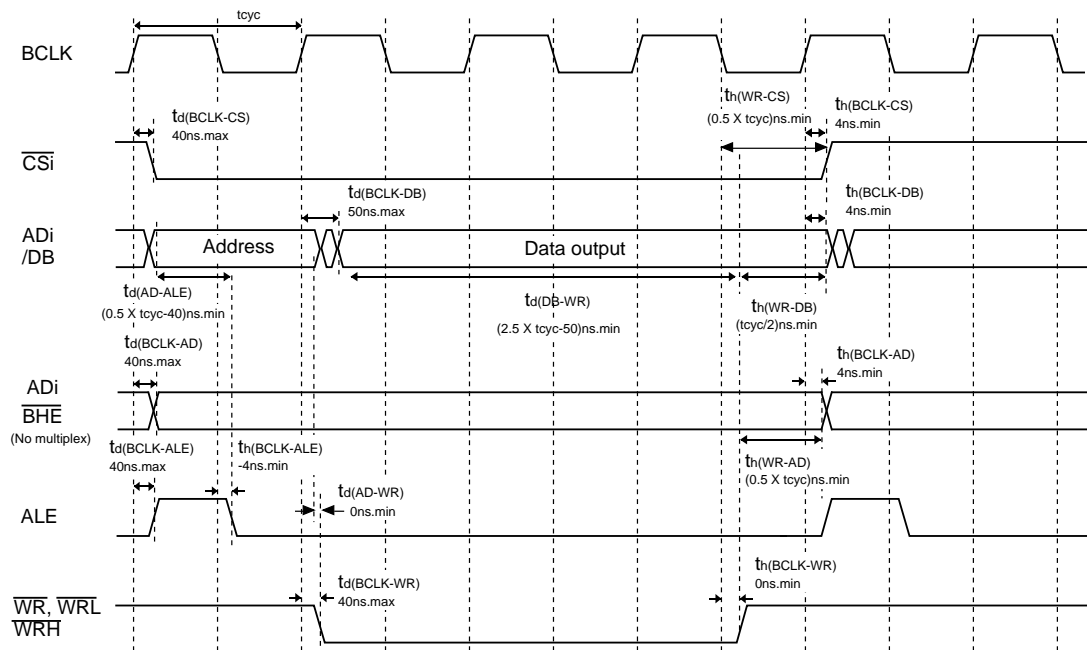 tcyc
BCLK
td(BCLK-CS)
40ns.max
th(WR-CS)
(0.5 X tcyc)ns.min
th(BCLK-CS)
4ns.min
CSi
td(BCLK-DB)
50ns.max
th(BCLK-DB)
4ns.min
ADi
/DB
Address
Data output
td(AD-ALE)
(0.5 X tcyc-40)ns.min
td(DB-WR)
(2.5 X tcyc-50)ns.min
th(WR-DB)
(tcyc/2)ns.min
td(BCLK-AD)
40ns.max
th(BCLK-AD)
4ns.min
ADi
BHE
(No multiplex)
td(BCLK-ALE)
40ns.max
th(BCLK-ALE)
-4ns.min
th(WR-AD)
(0.5 X tcyc)ns.min
td(AD-WR)
0ns.min
ALE
td(BCLK-WR)
40ns.max
th(BCLK-WR)
0ns.min
WR, WRL
WRH